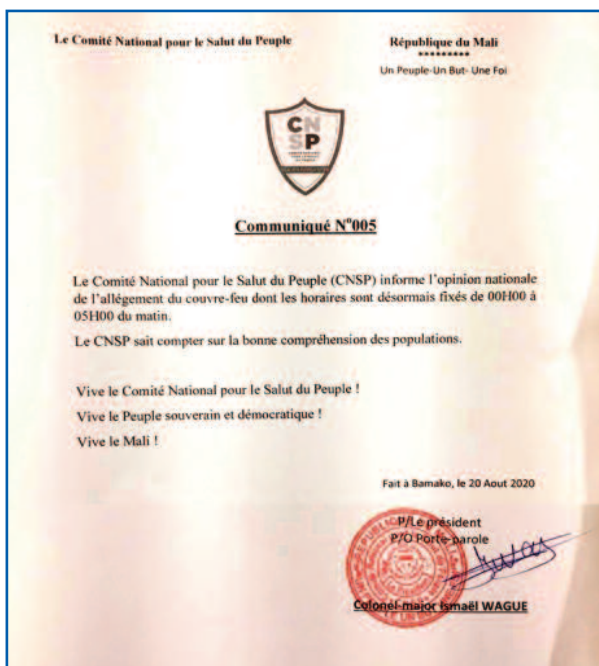 Le Comité National pour le Salut du Peuple
République du Mali
*********
Un Peuple-Un But- Une Foi
CN
SP
Communiqué N°005
Le Comité National pour le Salut du Peuple (CNSP) informe l'opinion nationale
de l'allégement du couvre-feu dont les horaires sont désormais fixés de 00H00 à
05H00 du matin.
Le CNSP sait compter sur la bonne compréhension des populations.
Vive le Comité National pour le Salut du Peuple !
Vive le Peuple souverain et démocratique !
Vive le Mali !
Fait à Bamako, le 20 Aout 2020
P/Le président
P/O Porte-parole
Colonel-major Ismaël WAGUE